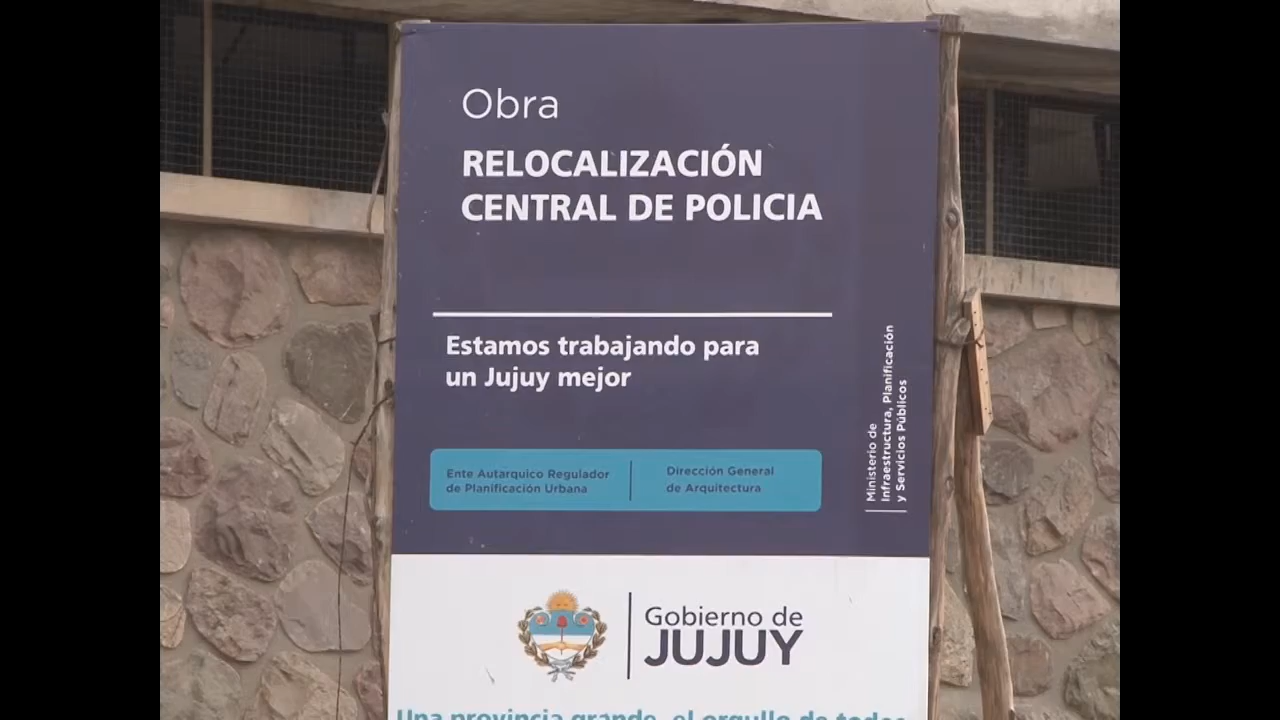 Obra
RELOCALIZACIÓN
CENTRAL DE POLICIA
Estamos trabajando para
un Jujuy mejor
Ente Autarquico Regulador
de Planificación Urbana
Dirección General
de Arquitectura
Ministerio de
Infraestructura, Planificación
y Servicios Públicos
Gobierno de
JUJUY
Una provincia grande, el orgullo de todos